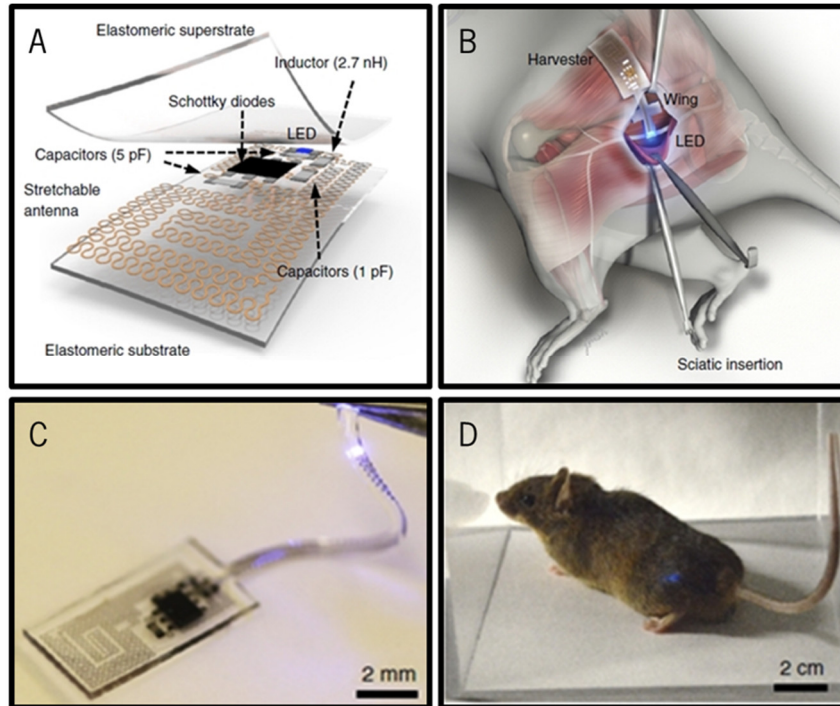 A
Elastomeric superstrate
Inductor (2.7 nH)
Schottky diodes
LED
Capacitors (5 pF)
Stretchable
antenna
Capacitors (1 pF)
Elastomeric substrate
B
Harvester
Wing
LED
Sciatic insertion
C
2 mm
D
2 cm